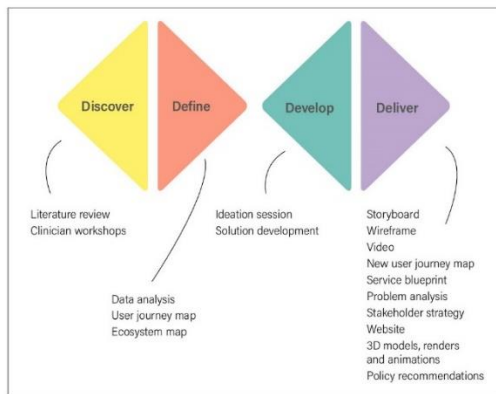 Discover
Define
Develop
Deliver
Literature review
Clinician workshops
Data analysis
User journey map
Ecosystem map
Ideation session
Solution development
Storyboard
Wireframe
Video
New user journey map
Service blueprint
Problem analysis
Stakeholder strategy
Website
3D models, renders
and animations
Policy recommendations